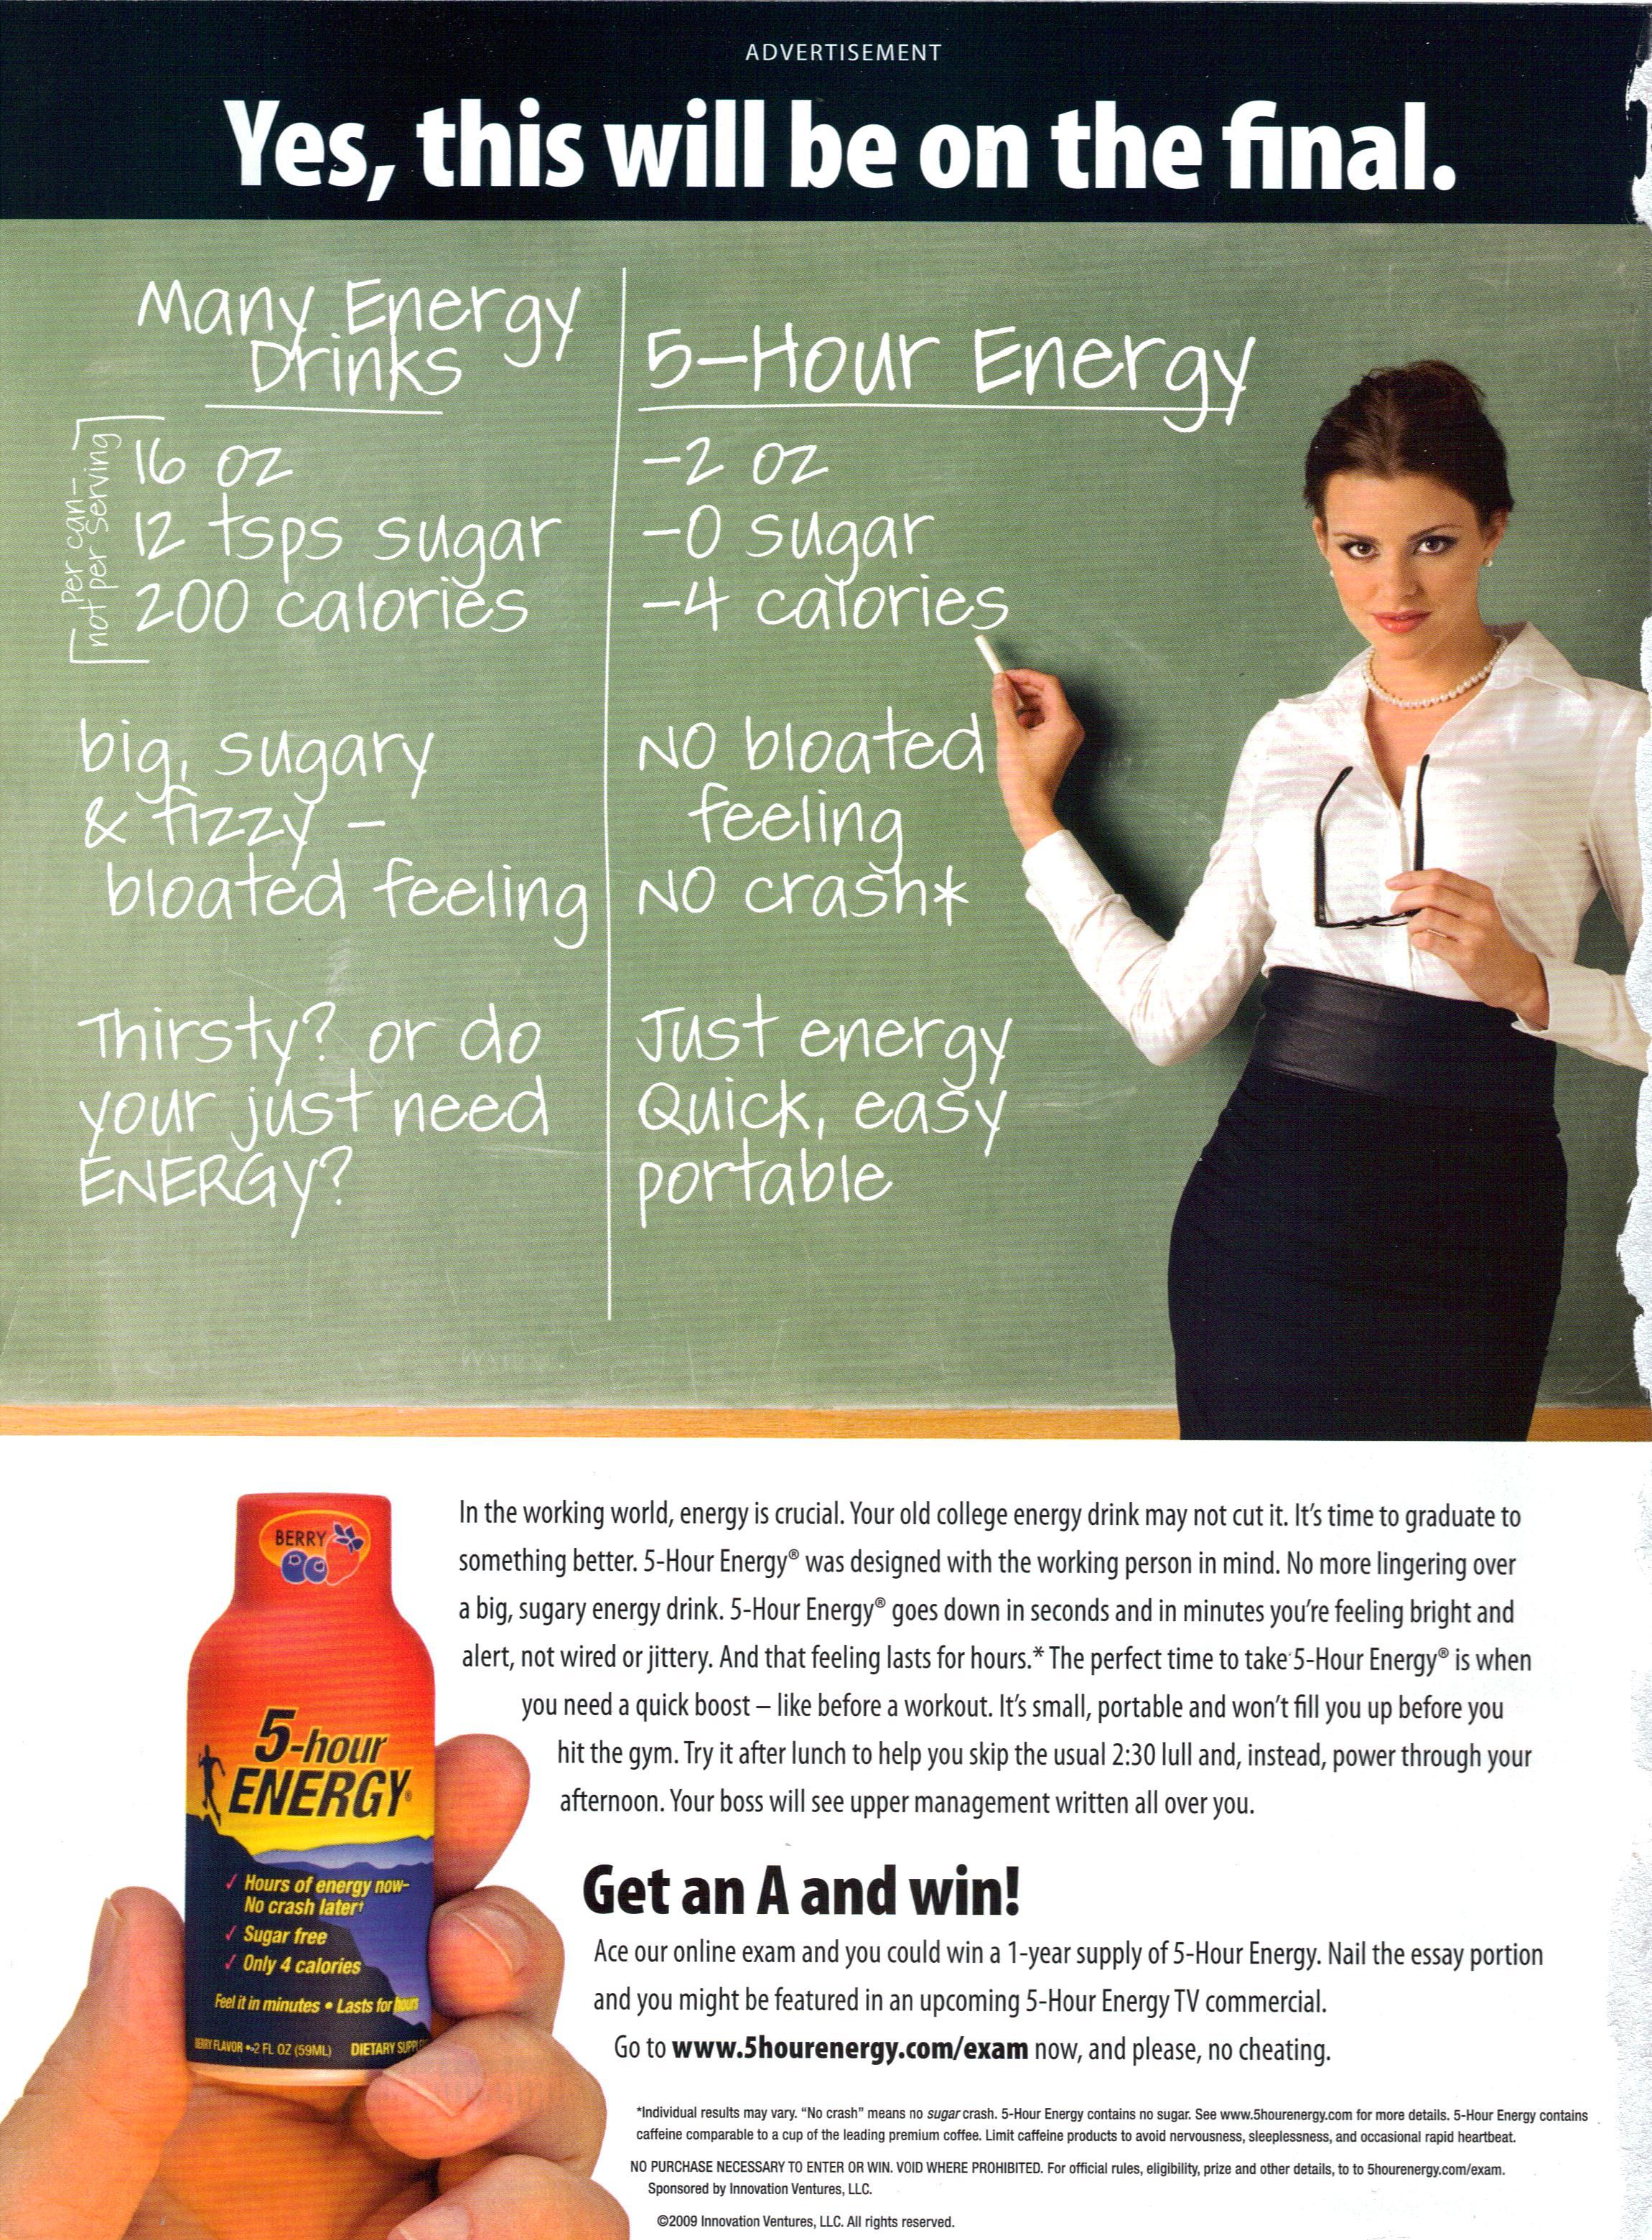 ADVERTISEMENT
Yes, this will be on the final.
Many Energy
Drinks
Per can-
not per serving
16 oz
12 tsps sugar
200 calories
big, sugary
& fizzy -
bloated feeling
Thirsty? or do
your just need
ENERGY?
5-Hour Energy
-2 oz
-0 sugar
-4 calories
NO bloated
feeling
NO crash*
Just energy
Quick, easy
portable
BERRY
5-hour
ENERGY®
✓ Hours of energy now-
No crash later†
✓ Sugar free
✓ Only 4 calories
Feel it in minutes • Lasts for hours
BERRY FLAVOR • 2 FL OZ (59ML) DIETARY
In the working world, energy is crucial. Your old college energy drink may not cut it. It's time to graduate to
something better. 5-Hour Energy® was designed with the working person in mind. No more lingering over
a big, sugary energy drink. 5-Hour Energy® goes down in seconds and in minutes you're feeling bright and
alert, not wired or jittery. And that feeling lasts for hours.* The perfect time to take 5-Hour Energy® is when
you need a quick boost – like before a workout. It's small, portable and won't fill you up before you
hit the gym. Try it after lunch to help you skip the usual 2:30 lull and, instead, power through your
afternoon. Your boss will see upper management written all over you.
Get an A and win!
Ace our online exam and you could win a 1-year supply of 5-Hour Energy. Nail the essay portion
and you might be featured in an upcoming 5-Hour Energy TV commercial.
Go to www.5hourenergy.com/exam now, and please, no cheating.
*Individual results may vary. "No crash" means no sugar crash. 5-Hour Energy contains no sugar. See www.5hourenergy.com for more details. 5-Hour Energy contains
caffeine comparable to a cup of the leading premium coffee. Limit caffeine products to avoid nervousness, sleeplessness, and occasional rapid heartbeat.
NO PURCHASE NECESSARY TO ENTER OR WIN. VOID WHERE PROHIBITED. For official rules, eligibility, prize and other details, to to 5hourenergy.com/exam.
Sponsored by Innovation Ventures, LLC.
©2009 Innovation Ventures, LLC. All rights reserved.